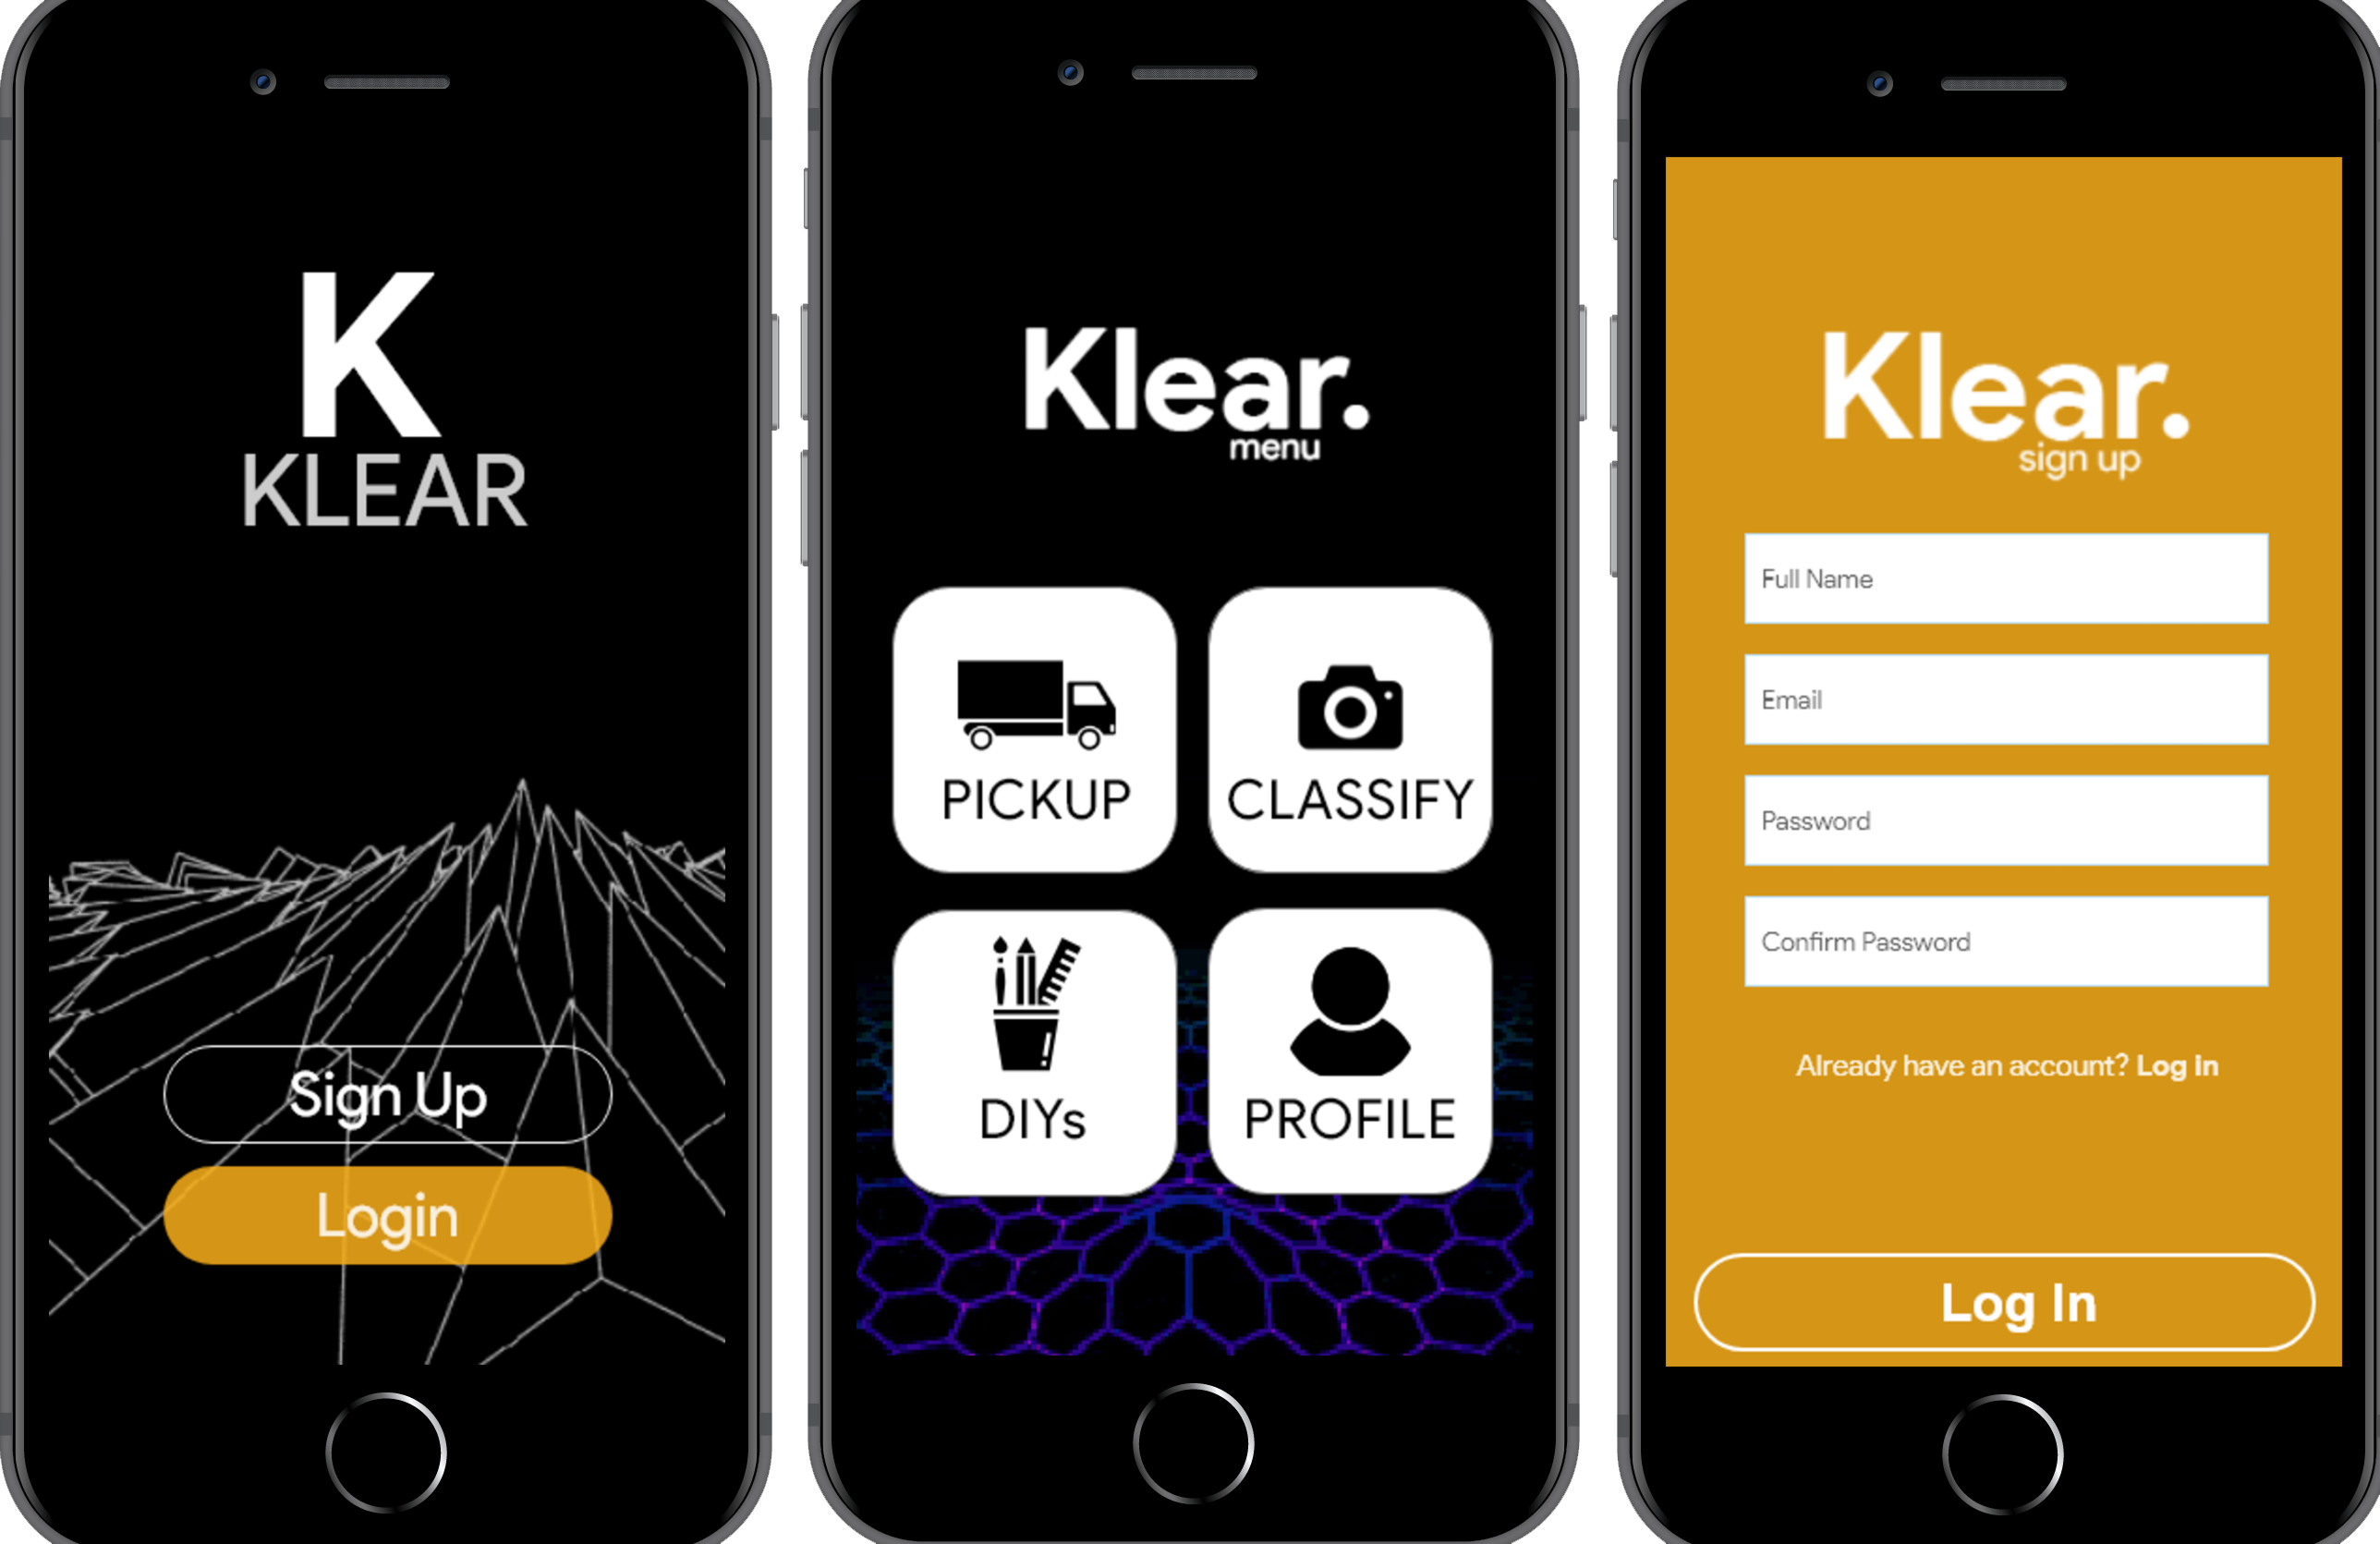 K
KLEAR
Sign Up
Login
Klear.
menu
PICKUP
CLASSIFY
DIYs
PROFILE
Klear.
sign up
Full Name
Email
Password
Confirm Password
Already have an account? Log in
Log In